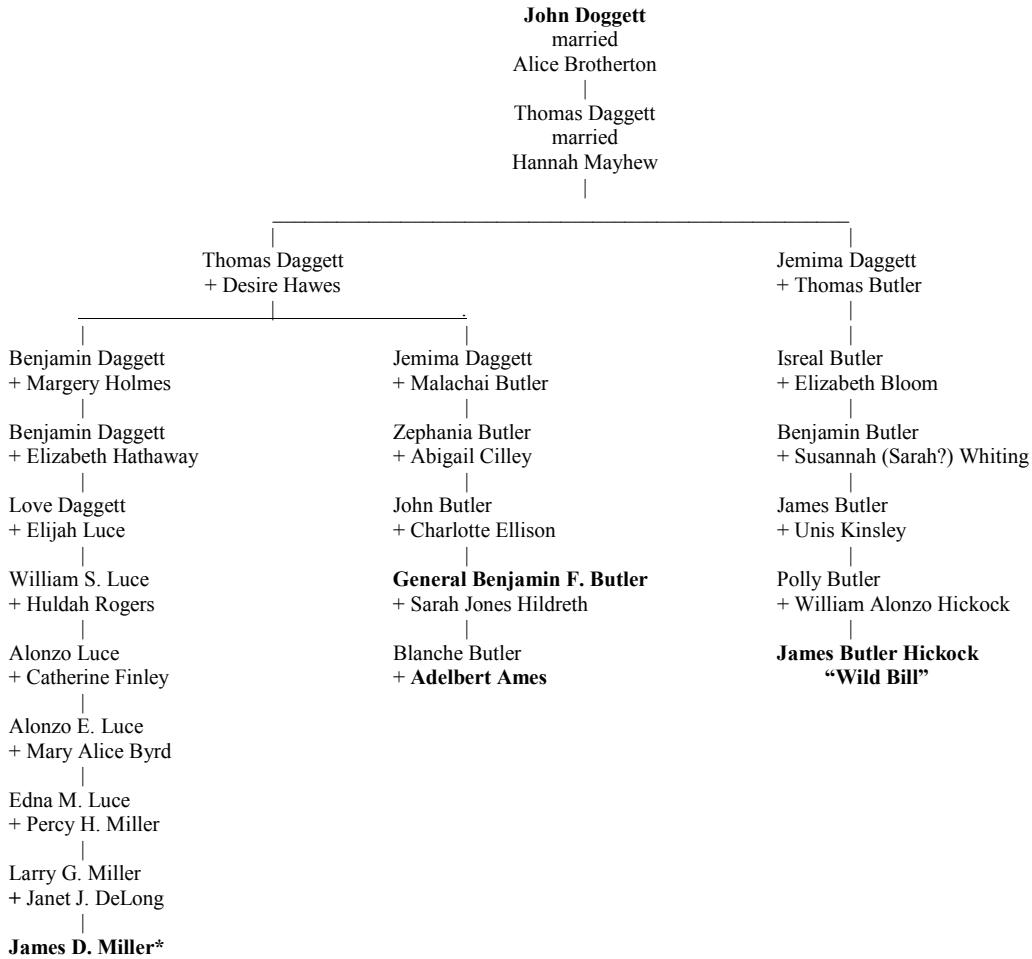 John Doggett
married
Alice Brotherton
Thomas Daggett
married
Hannah Mayhew
Thomas Daggett
+ Desire Hawes
Jemima Daggett
+ Thomas Butler
Benjamin Daggett
+ Margery Holmes
Benjamin Daggett
+ Elizabeth Hathaway
Love Daggett
+ Elijah Luce
William S. Luce
+ Huldah Rogers
Alonzo Luce
+ Catherine Finley
Alonzo E. Luce
+ Mary Alice Byrd
Edna M. Luce
+ Percy H. Miller
Larry G. Miller
+ Janet J. DeLong
James D. Miller*
Jemima Daggett
+ Malachai Butler
Zephania Butler
+ Abigail Cilley
John Butler
+ Charlotte Ellison
General Benjamin F. Butler
+ Sarah Jones Hildreth
Blanche Butler
+ Adelbert Ames
Isreal Butler
+ Elizabeth Bloom
Benjamin Butler
+ Susannah (Sarah?) Whiting
James Butler
+ Unis Kinsley
Polly Butler
+ William Alonzo Hickock
James Butler Hickock
“Wild Bill”